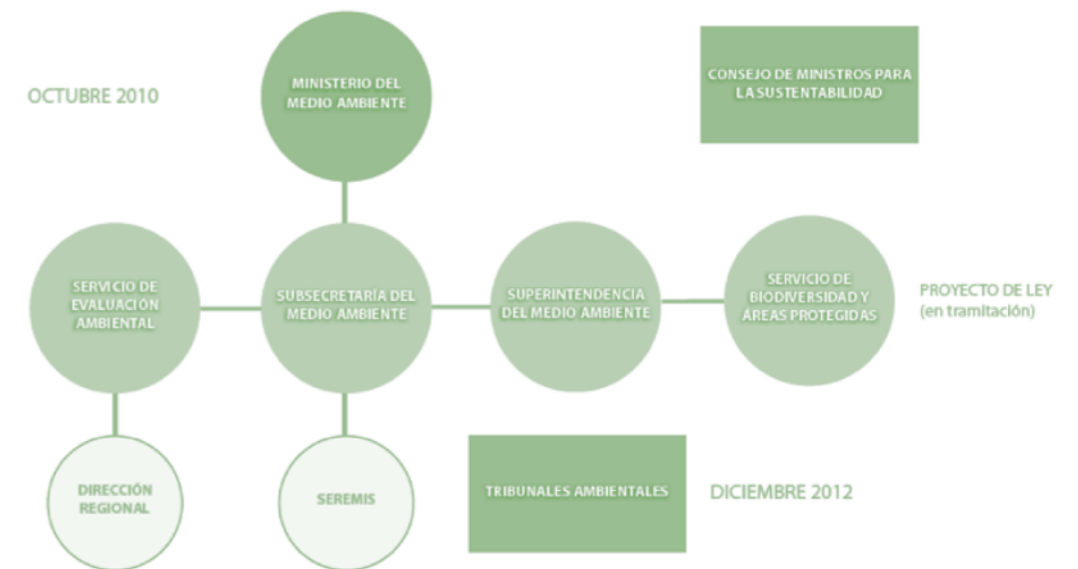 OCTUBRE 2010
MINISTERIO DEL
MEDIO AMBIENTE
CONSEJO DE MINISTROS PARA
LA SUSTENTABILIDAD
SERVICIO DE
EVALUACIÓN
AMBIENTAL
SUBSECRETARÍA DEL
MEDIO AMBIENTE
SUPERINTENDENCIA
DEL MEDIO AMBIENTE
SERVICIO DE
BIODIVERSIDAD Y
ÁREAS PROTEGIDAS
PROYECTO DE LEY
(en tramitación)
DIRECCIÓN
REGIONAL
SEREMIS
TRIBUNALES AMBIENTALES
DICIEMBRE 2012